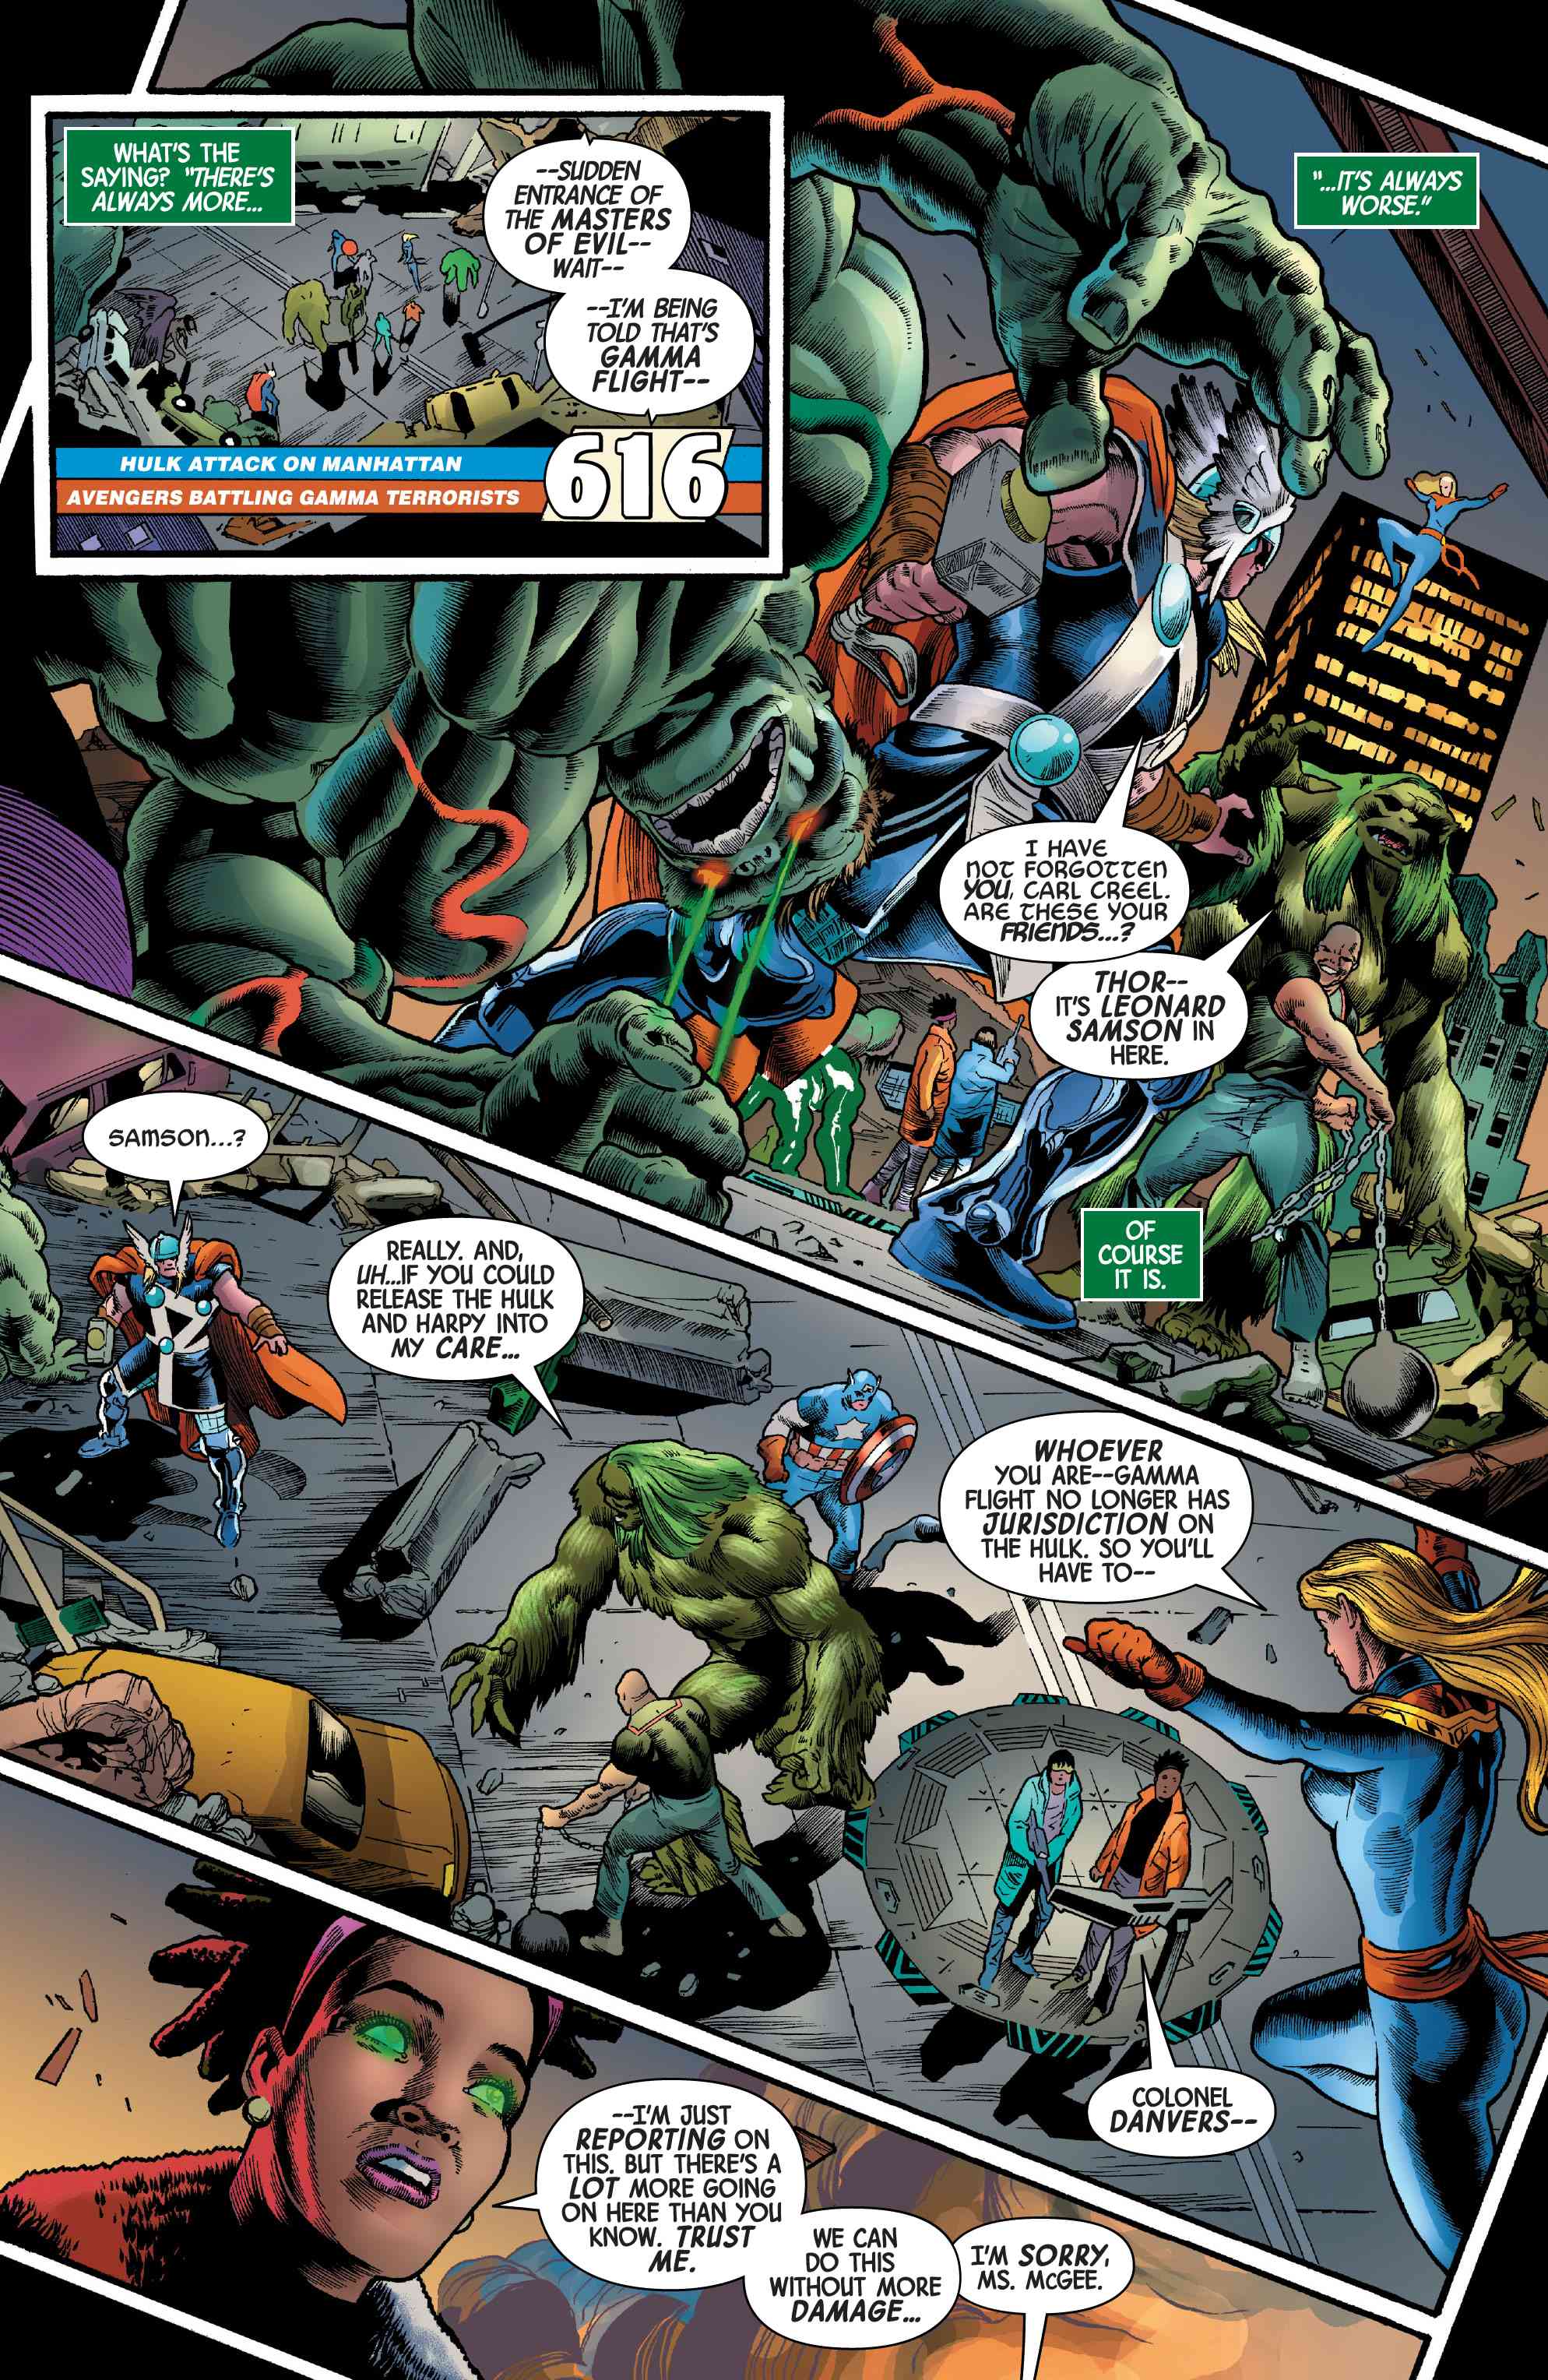 WHAT'S THE
SAYING? "THERE'S
ALWAYS MORE...
--SUDDEN
ENTRANCE OF
THE MASTERS
OF EVIL--
WAIT--
--I'M BEING
TOLD THAT'S
GAMMA
FLIGHT--
HULK ATTACK ON MANHATTAN
AVENGERS BATTLING GAMMA TERRORISTS
616
"...IT'S ALWAYS
WORSE."
I HAVE
NOT FORGOTTEN
YOU, CARL CREEL.
ARE THESE YOUR
FRIENDS...?
THOR--
IT'S LEONARD
SAMSON IN
HERE.
OF
COURSE
IT IS.
SAMSON...?
REALLY. AND,
UH...IF YOU COULD
RELEASE THE HULK
AND HARPY INTO
MY CARE...
WHOEVER
YOU ARE--GAMMA
FLIGHT NO LONGER HAS
JURISDICTION ON
THE HULK. SO YOU'LL
HAVE TO--
COLONEL
DANVERS--
--I'M JUST
REPORTING ON
THIS. BUT THERE'S A
LOT MORE GOING
ON HERE THAN YOU
KNOW. TRUST
ME.
WE CAN
DO THIS
WITHOUT MORE
DAMAGE...
I'M SORRY,
MS. McGEE.